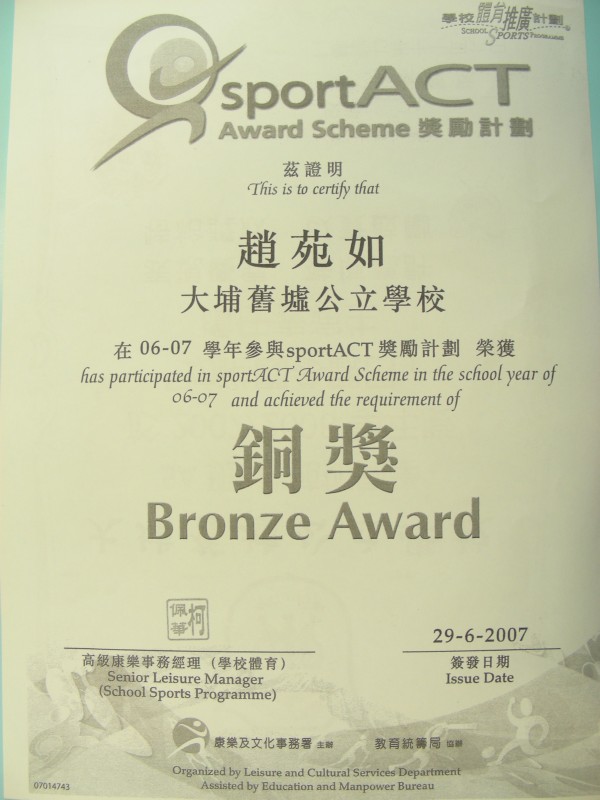 學校體育推廣計劃
SCHOOL SPORTS PROGRAMME
sportACT
Award Scheme 獎勵計劃
茲證明
This is to certify that
趙苑如
大埔舊墟公立學校
在 06-07 學年參與sportACT 獎勵計劃 榮獲
has participated in sportACT Award Scheme in the school year of
06-07 and achieved the requirement of
銅獎
Bronze Award
柯佩華
29-6-2007
高級康樂事務經理（學校體育）
Senior Leisure Manager
(School Sports Programme)
簽發日期
Issue Date
康樂及文化事務署 主辦 教育統籌局 協辦
Organized by Leisure and Cultural Services Department
Assisted by Education and Manpower Bureau
07014743